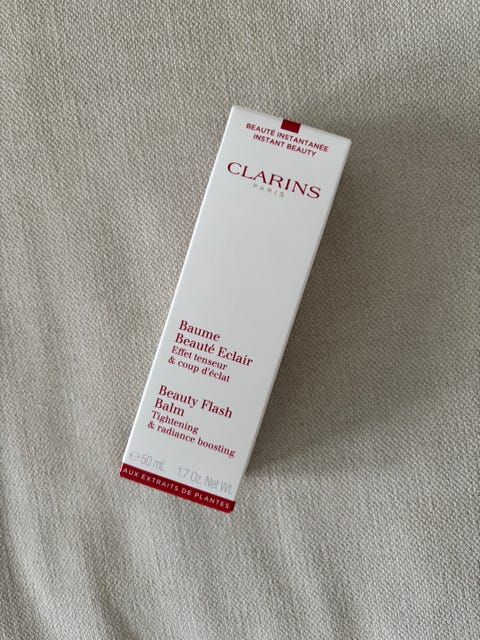 BEAUTÉ INSTANTANÉE
INSTANT BEAUTY
CLARINS
PARIS
Baume
Beauté Eclair
Effet tenseur
& coup d'éclat
Beauty Flash
Balm
Tightening
& radiance boosting
50 mL 1.7 Oz. Net Wt.
AUX EXTRAITS DE PLANTES